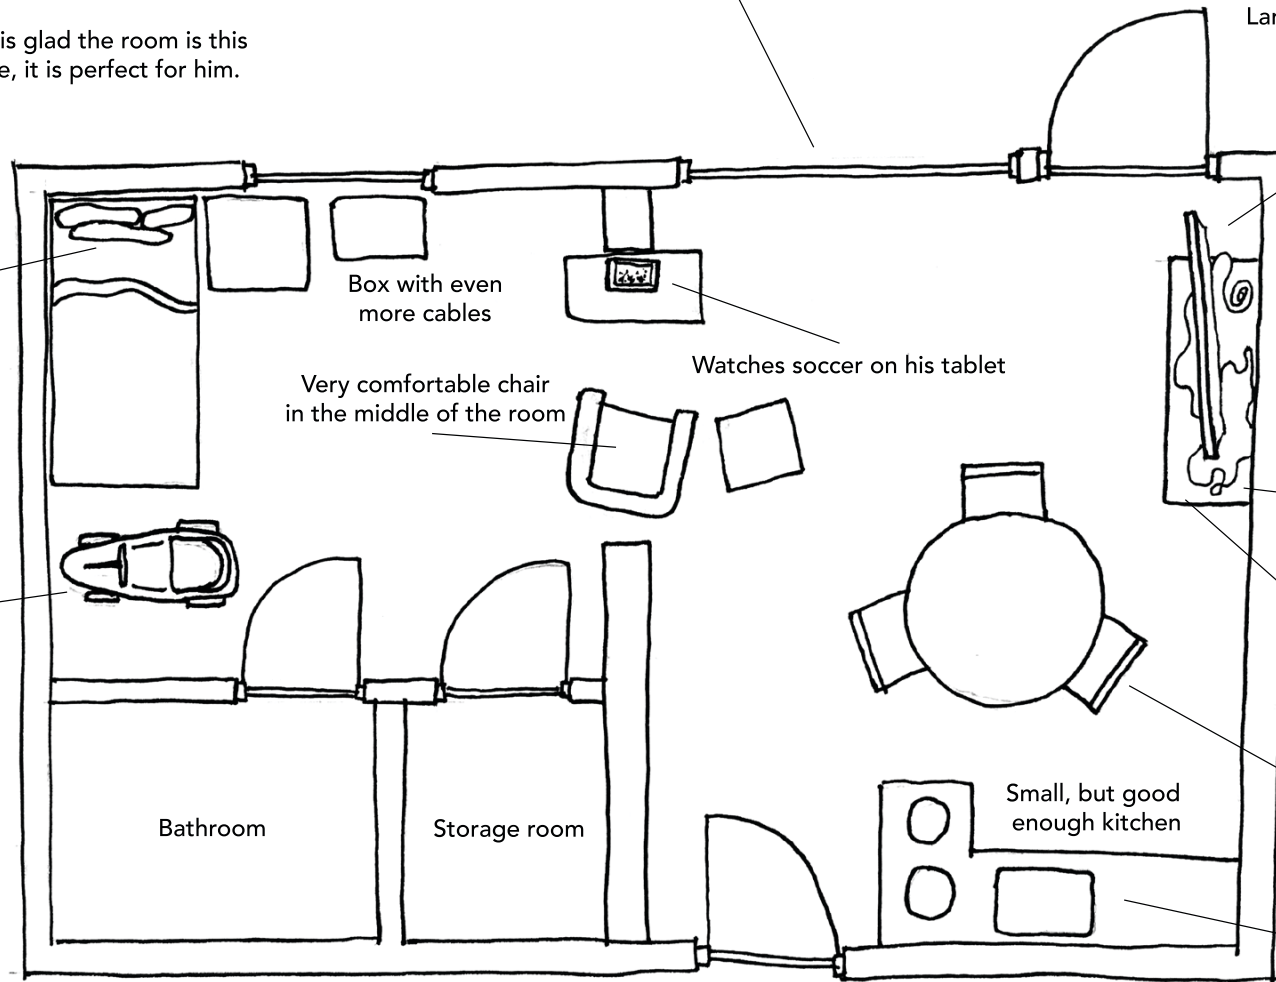 is glad the room is this
e, it is perfect for him.
Lar
Box with even
more cables
Watches soccer on his tablet
Very comfortable chair
in the middle of the room
Small, but good
enough kitchen
Bathroom
Storage room